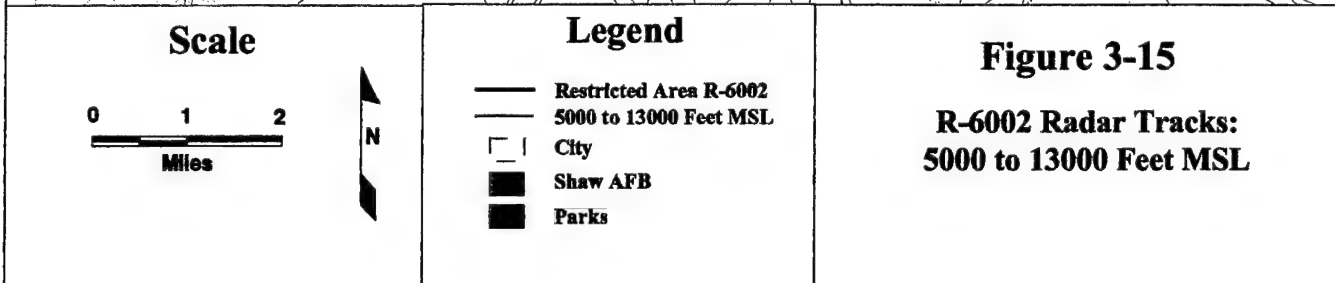 Scale
0 1 2
Miles
N
Legend
Restricted Area R-6002
5000 to 13000 Feet MSL
City
Shaw AFB
Parks
Figure 3-15
R-6002 Radar Tracks:
5000 to 13000 Feet MSL